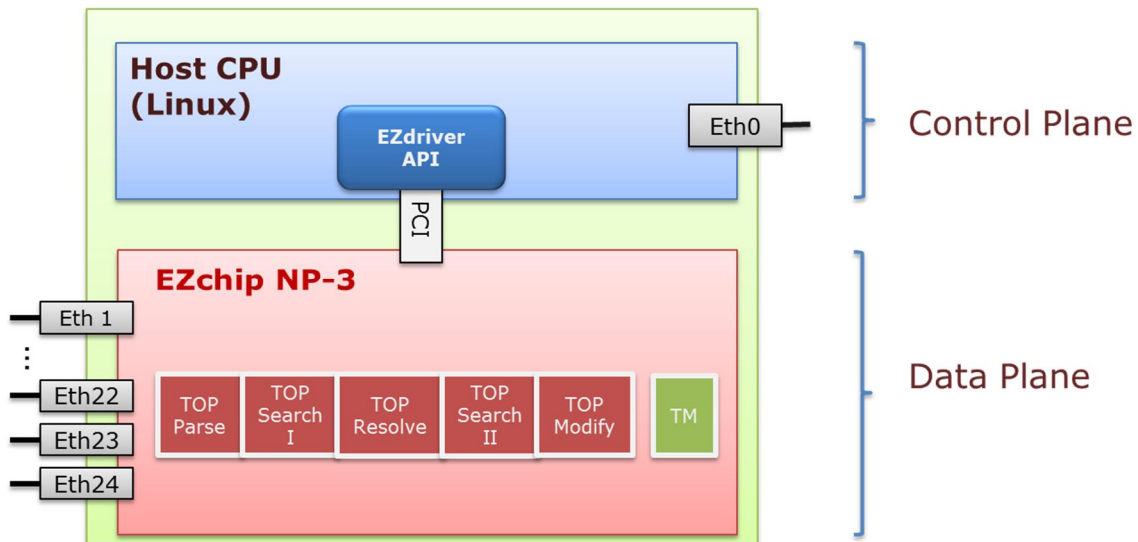 Host CPU
(Linux)
EZdriver
API
Eth0
Control Plane
PCI
EZchip NP-3
Eth 1
...
Eth22
Eth23
Eth24
TOP
Parse
TOP
Search
I
TOP
Resolve
TOP
Search
II
TOP
Modify
TM
Data Plane